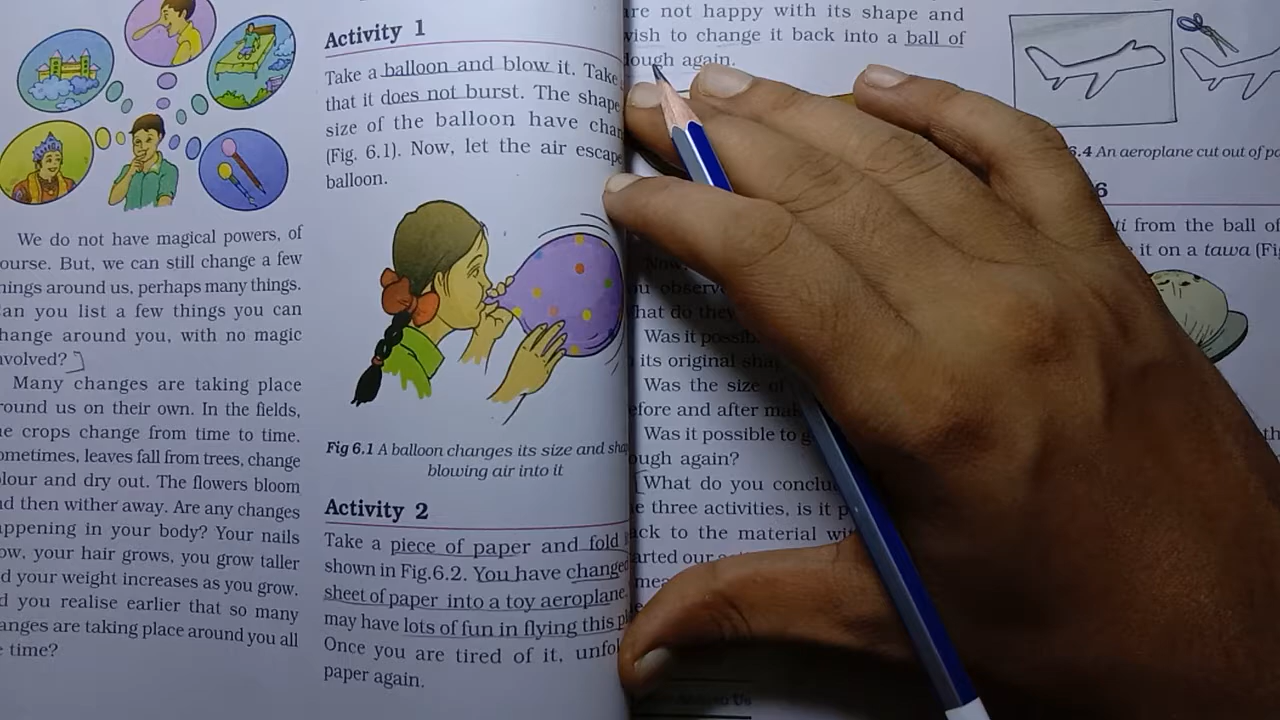 We do not have magical powers, of
ourse. But, we can still change a few
hings around us, perhaps many things.
Can you list a few things you can
hange around you, with no magic
nvolved?
Many changes are taking place
round us on their own. In the fields,
he crops change from time to time.
ometimes, leaves fall from trees, change
olour and dry out. The flowers bloom
nd then wither away. Are any changes
appening in your body? Your nails
ow, your hair grows, you grow taller
d your weight increases as you grow.
d you realise earlier that so many
anges are taking place around you all
e time?
Activity 1
Take a balloon and blow it. Take
that it does not burst. The shape
size of the balloon have chan
(Fig. 6.1). Now, let the air escape
balloon.
Fig 6.1 A balloon changes its size and sha
blowing air into it
Activity 2
Take a piece of paper and fold
shown in Fig.6.2. You have changed
sheet of paper into a toy aeroplane.
may have lots of fun in flying this pl
Once you are tired of it, unfol
paper again.
are not happy with its shape and
wish to change it back into a ball of
dough again.
Now,
ou observ
hat do they
Was it possib
its original sha
Was the size of
efore and after ma
Was it possible to g
ough again?
What do you conclu
e three activities, is it p
ack to the material wi
arted our
mea
6.4 An aeroplane cut out of pa
6
ti from the ball of
it on a tawa (Fi
th